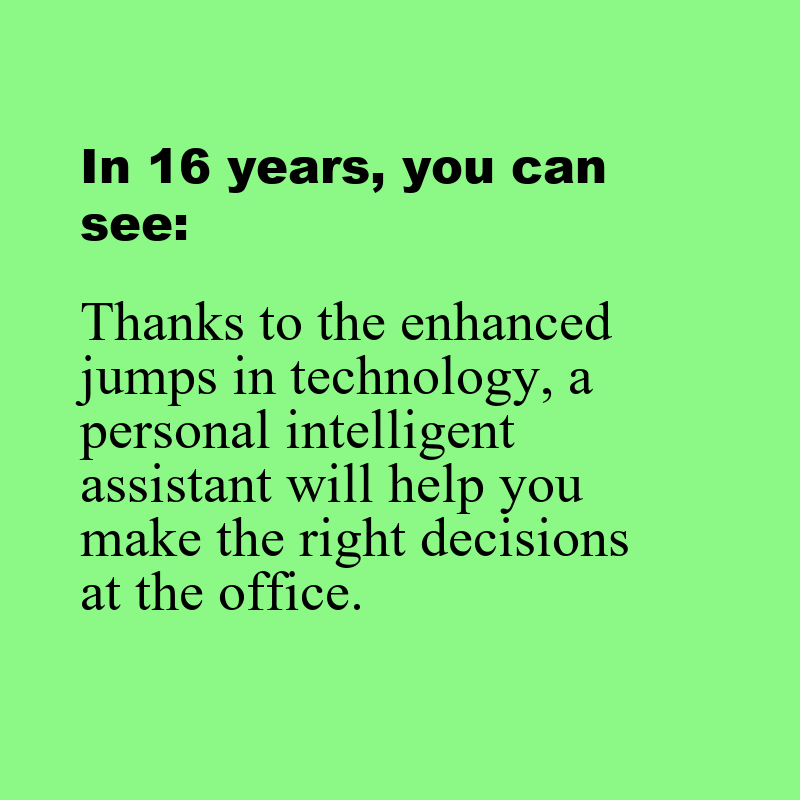 In 16 years, you can
see:
Thanks to the enhanced
jumps in technology, a
personal intelligent
assistant will help you
make the right decisions
at the office.